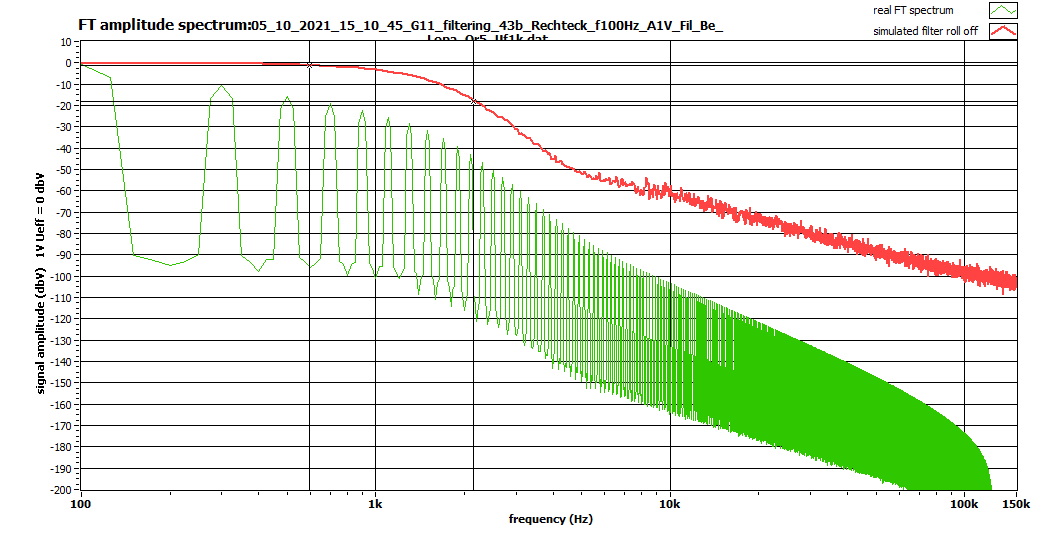 real FT spectrum
FT amplitude spectrum:05_10_2021_15_10_45_G11_filtering_43b_Rechteck_f100Hz_A1V_Fil_Be_
simulated filter roll off
10
0
-10
-20
-30
-40
-50
-60
-70
-80
-90
-100
-110
-120
-130
-140
-150
-160
-170
-180
-190
-200
signal amplitude (dbV) 1V Ueff = 0 dbV
100
1k
10k
100k
150k
frequency (Hz)